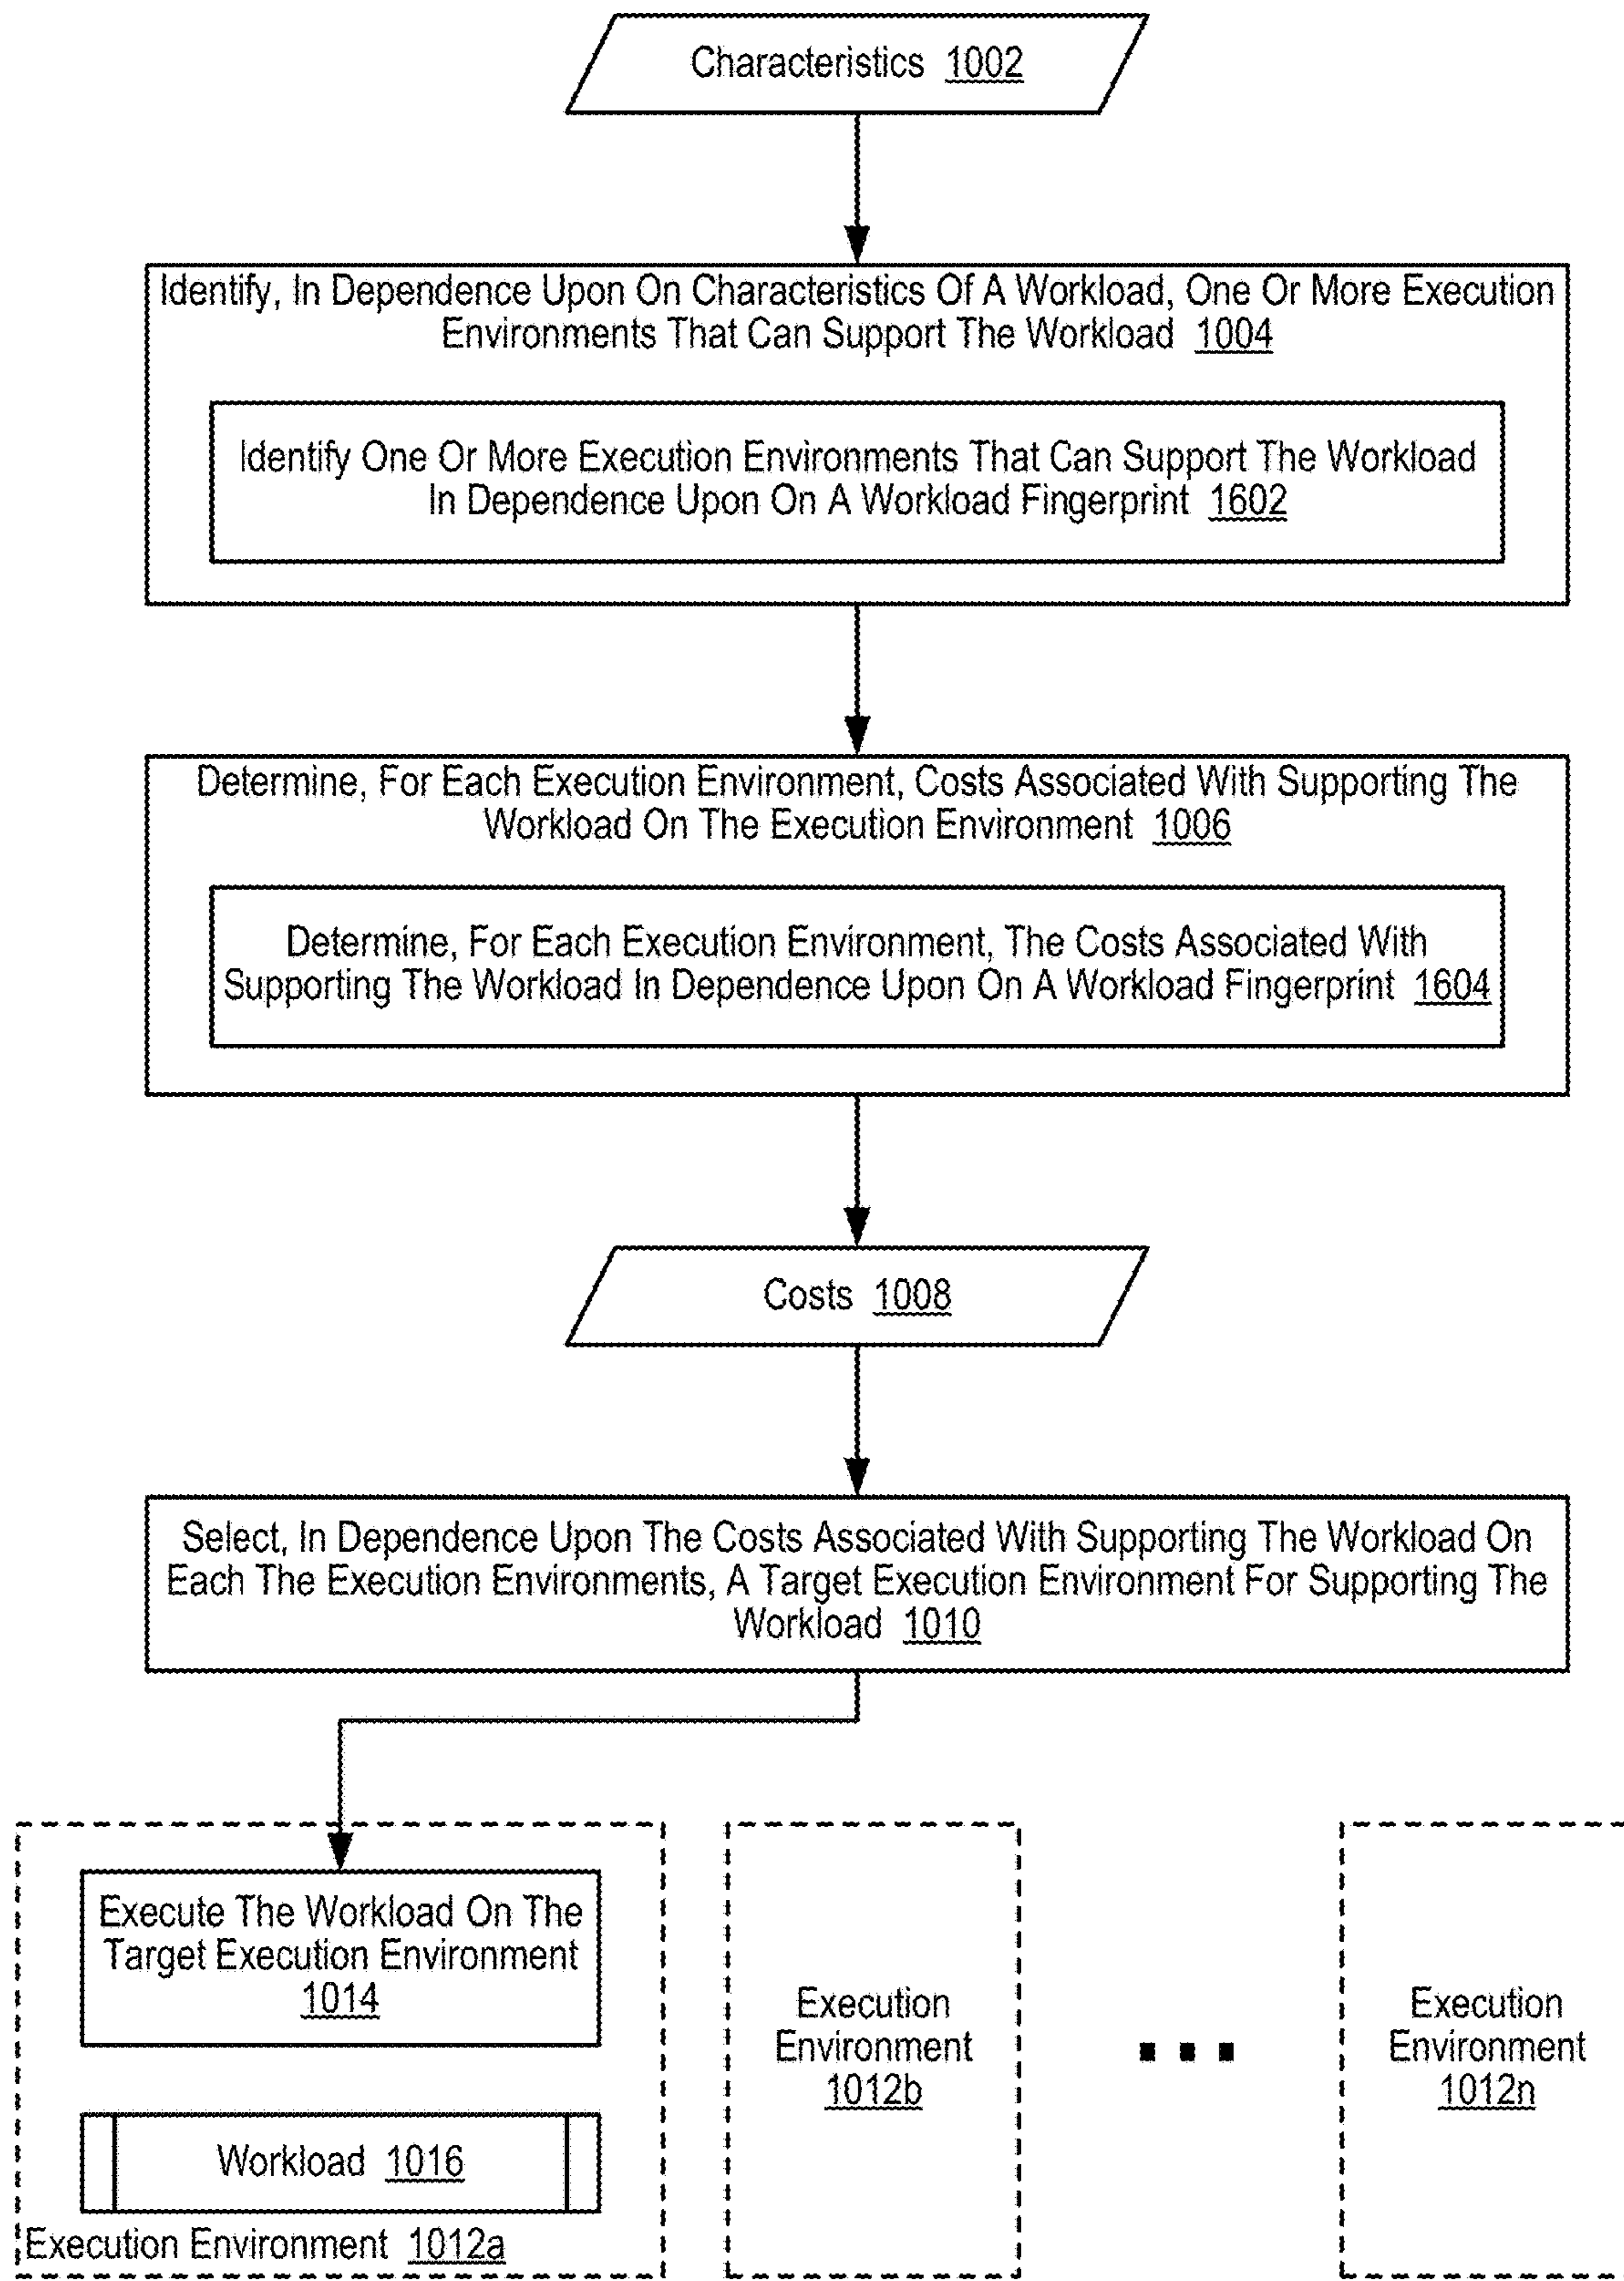 Characteristics 1002
Identify, In Dependence Upon On Characteristics Of A Workload, One Or More Execution
Environments That Can Support The Workload 1004
Identify One Or More Execution Environments That Can Support The Workload
In Dependence Upon On A Workload Fingerprint 1602
Determine, For Each Execution Environment, Costs Associated With Supporting The
Workload On The Execution Environment 1006
Determine, For Each Execution Environment, The Costs Associated With
Supporting The Workload In Dependence Upon On A Workload Fingerprint 1604
Costs 1008
Select, In Dependence Upon The Costs Associated With Supporting The Workload On
Each The Execution Environments, A Target Execution Environment For Supporting The
Workload 1010
Execute The Workload On The
Target Execution Environment
1014
Workload 1016
Execution Environment 1012a
Execution
Environment
1012b
...
Execution
Environment
1012n